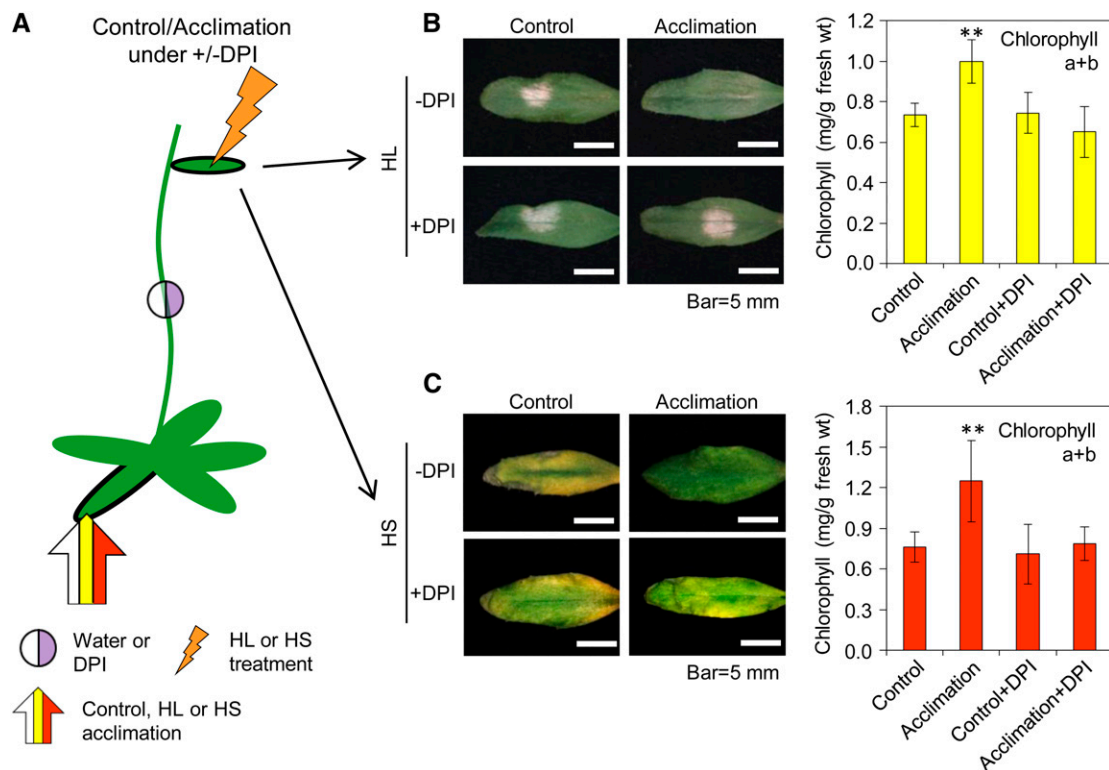 A
Control/Acclimation
under +/-DPI
Water or
DPI
HL or HS
treatment
Control, HL or HS
acclimation
B
Control
Acclimation
HL
-DPI
+DPI
Bar=5 mm
Chlorophyll (mg/g fresh wt)
1.2
1.0
0.8
0.6
0.4
0.2
0.0
**
Chlorophyll
a+b
Control
Acclimation
Control+DPI
Acclimation+DPI
C
Control
Acclimation
HS
-DPI
+DPI
Bar=5 mm
Chlorophyll (mg/g fresh wt)
1.8
1.5
1.2
0.9
0.6
0.3
0.0
**
Chlorophyll
a+b
Control
Acclimation
Control+DPI
Acclimation+DPI